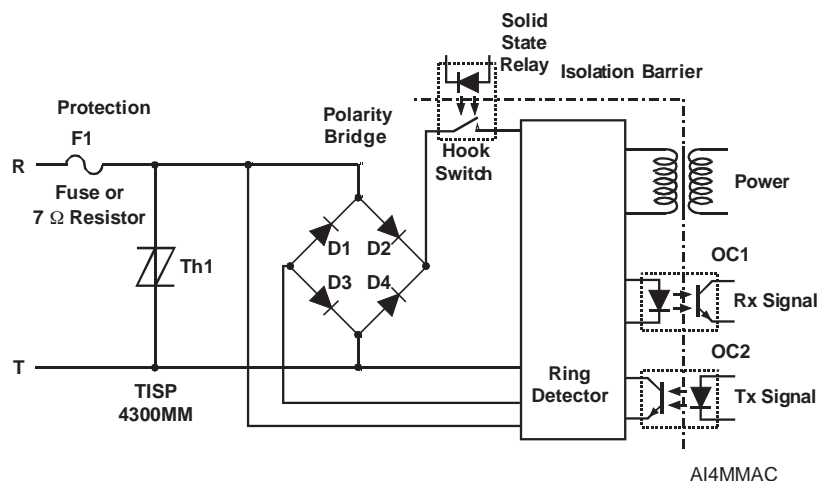 Solid
State
Relay
Isolation Barrier
Protection
F1
Polarity
Bridge
Hook
Switch
R
Fuse or
7 Ω Resistor
Power
Th1
D1 D2
D3 D4
OC1
Rx Signal
OC2
T
TISP
4300MM
Ring
Detector
Tx Signal
AI4MMAC